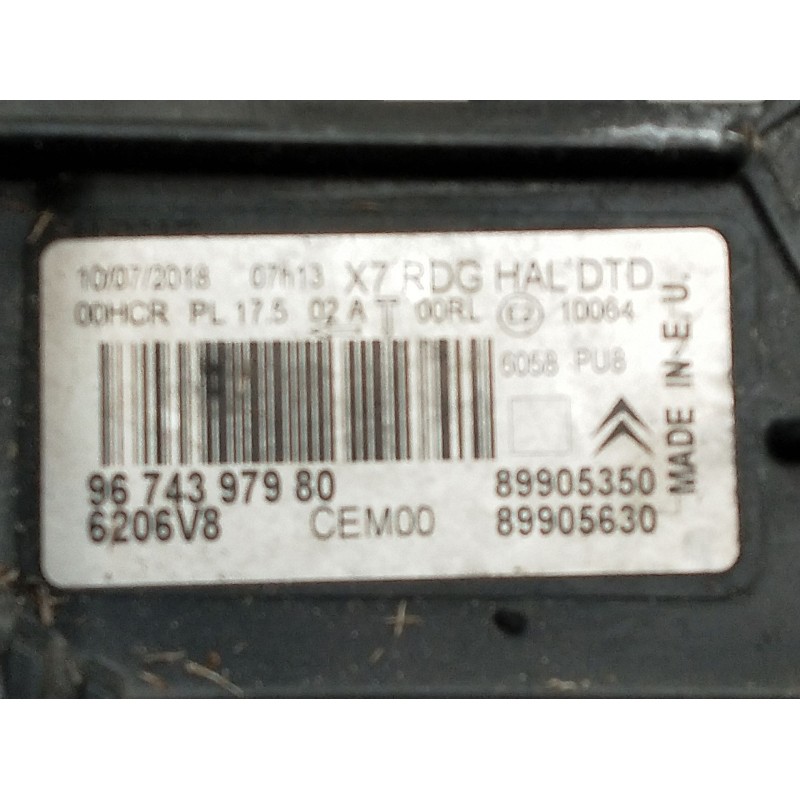 10/07/2018 07h13 X7 RDG HAL' DTD
00HCR PL 17.5 02 A 00RL E2 10064
6058 PU8
MADE IN E.U.
96 743 979 80 89905350
6206V8 CEM00 89905630